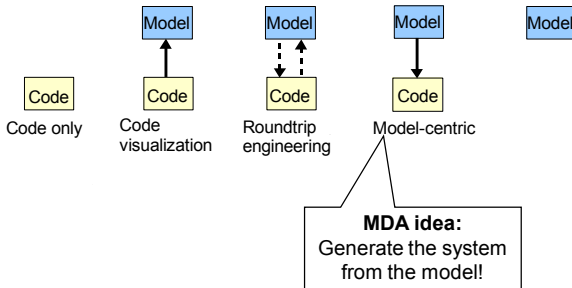 Model
Model
Model
Model
Code
Code
Code
Code
Code only
Code
visualization
Roundtrip
engineering
Model-centric
MDA idea:
Generate the system
from the model!